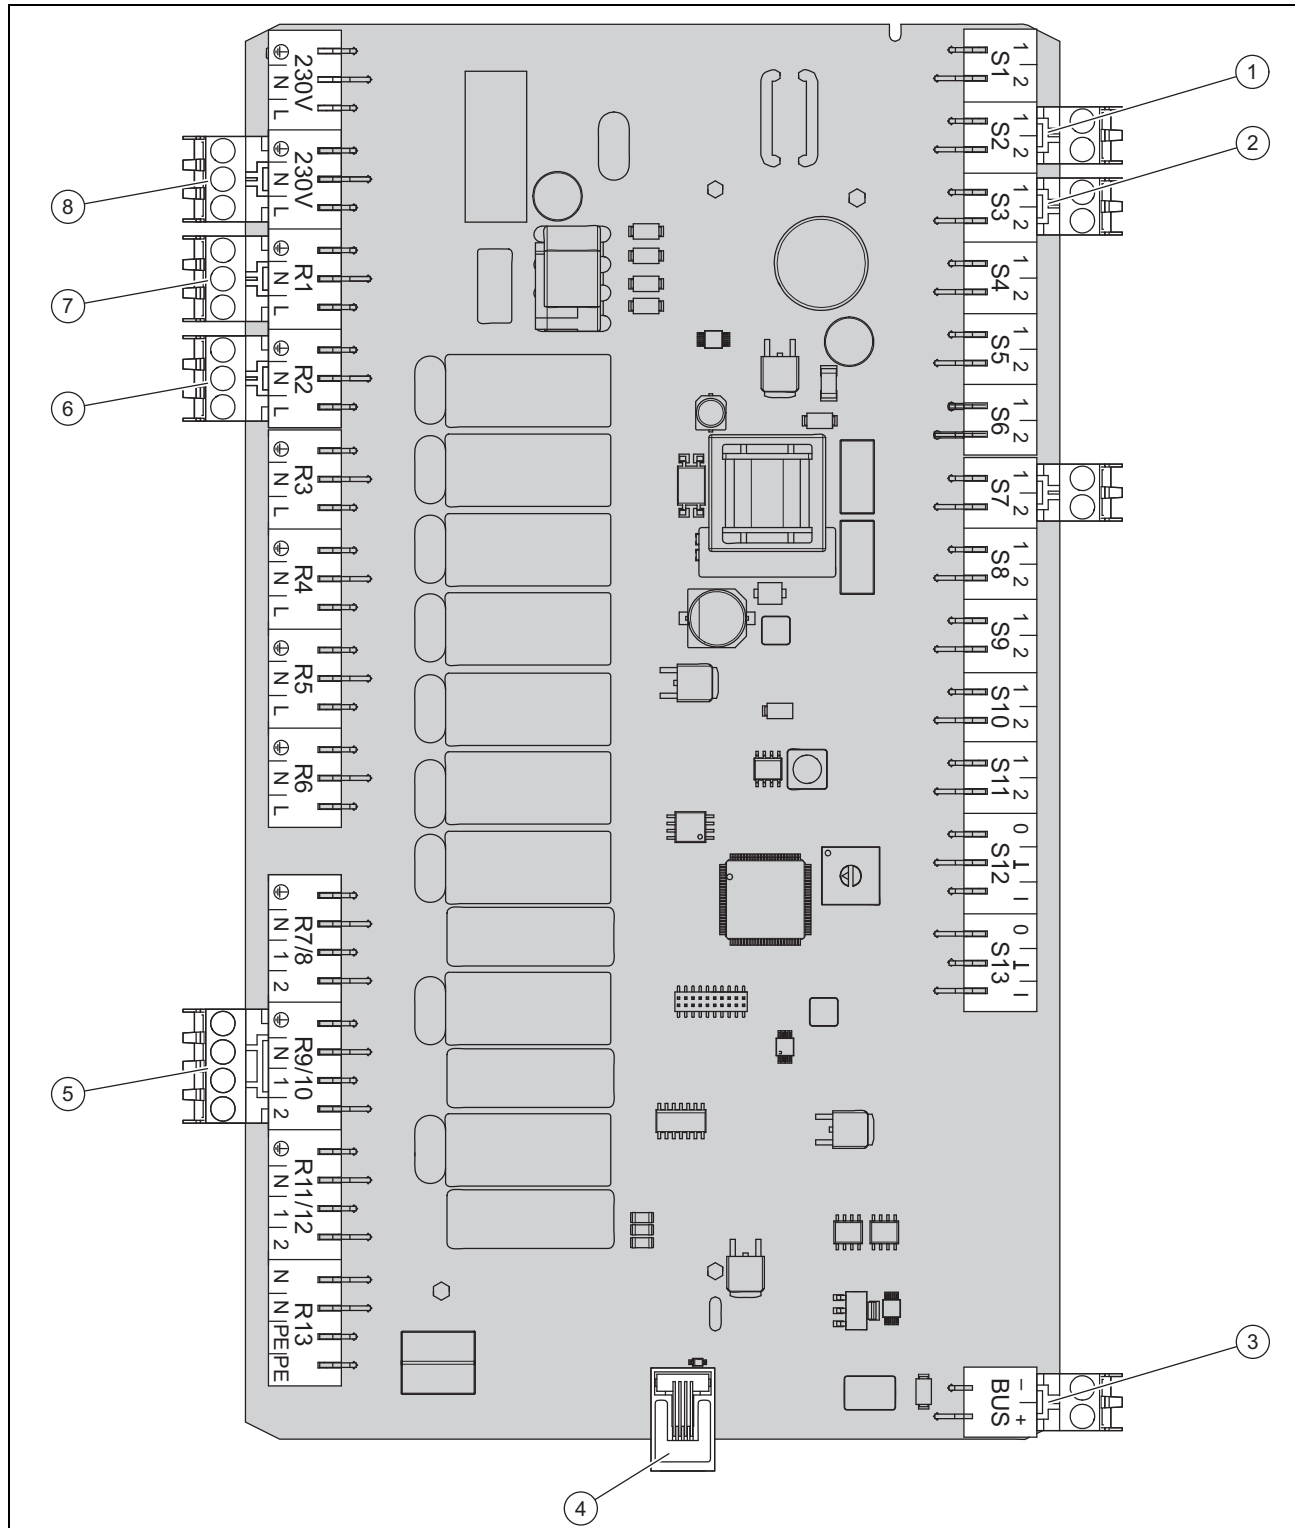 230V
⏚ N L
230V
⏚ N L
R1
⏚ N L
R2
⏚ N L
R3
⏚ N L
R4
⏚ N L
R5
⏚ N L
R6
⏚ N L
R7/8
⏚ N 1 2
R9/10
⏚ N 1 2
R11/12
⏚ N 1 2
R13
N N PE PE
1 2
S1
1 2
S2
1 2
S3
1 2
S4
1 2
S5
1 2
S6
1 2
S7
1 2
S8
1 2
S9
1 2
S10
1 2
S11
0 ⊥ I
S12
0 ⊥ I
S13
BUS
− +
1
2
3
4
5
6
7
8